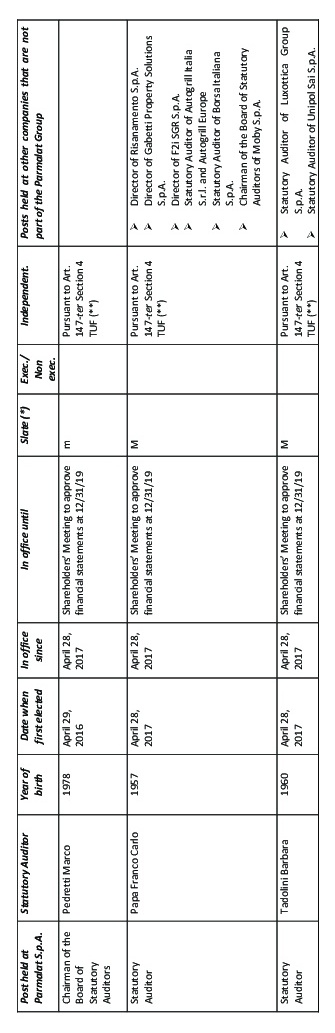 Post held at
Parmalat S.p.A.
Statutory Auditor
Year of
birth
Date when
first elected
In office
since
In office until
Slate (*)
Exec./
Non
exec.
Independent.
Posts held at other companies that are not
part of the Parmalat Group
Chairman of the
Board of
Statutory
Auditors
Pedretti Marco
1978
April 29,
2016
April 28,
2017
Shareholders' Meeting to approve
financial statements at 12/31/19
m
Pursuant to Art.
147-ter Section 4
TUF (**)
Statutory
Auditor
Papa Franco Carlo
1957
April 28,
2017
April 28,
2017
Shareholders' Meeting to approve
financial statements at 12/31/19
M
Pursuant to Art.
147-ter Section 4
TUF (**)
➢ Director of Risanamento S.p.A.
➢ Director of Gabetti Property Solutions
S.p.A.
➢ Director of F2i SGR S.p.A.
➢ Statutory Auditor of Autogrill Italia
S.r.l. and Autogrill Europe
➢ Statutory Auditor of Borsa Italiana
S.p.A.
➢ Chairman of the Board of Statutory
Auditors of Moby S.p.A.
Statutory
Auditor
Tadolini Barbara
1960
April 28,
2017
April 28,
2017
Shareholders' Meeting to approve
financial statements at 12/31/19
M
Pursuant to Art.
147-ter Section 4
TUF (**)
➢ Statutory Auditor of Luxottica Group
S.p.A.
➢ Statutory Auditor of Unipol Sai S.p.A.